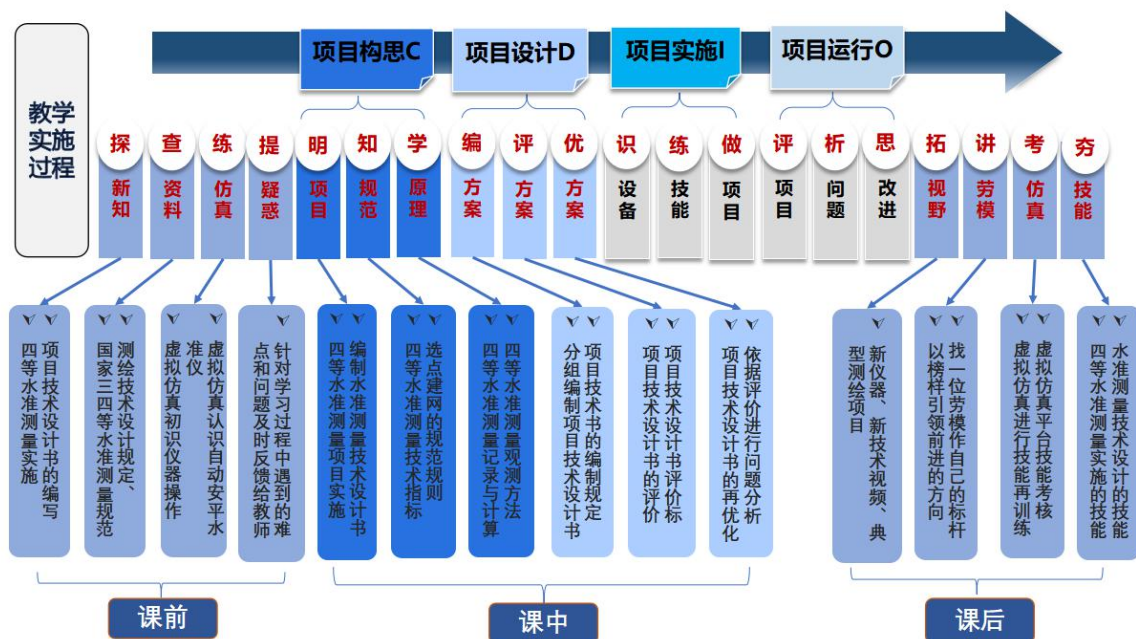 项目构思C
项目设计D
项目实施I
项目运行O
教学
实施
过程
探
新知
查
资料
练
仿真
提
疑惑
明
项目
知
规范
学
原理
编
方案
评
方案
优
方案
识
设备
练
技能
做
项目
评
项目
析
问题
思
改进
拓
视野
讲
劳模
考
仿真
夯
技能
项目技术设计书的编写
四等水准测量实施
测绘技术设计规定、
国家三四等水准测量规范
虚拟仿真认识自动安平水
准仪
虚拟仿真初识仪器操作
针对学习过程中遇到的难
点和问题及时反馈给教师
编制水准测量技术设计书
四等水准测量项目实施
选点建网的规范规则
四等水准测量技术指标
四等水准测量观测方法
四等水准测量记录与计算
项目技术书的编制规定
分组编制项目技术设计书
项目技术设计书评价标
项目技术设计书的评价
依据评价进行问题分析
项目技术设计书的再优化
新仪器、新技术视频、典
型测绘项目
找一位劳模作自己的标杆
以榜样引领前进的方向
虚拟仿真平台技能考核
虚拟仿真进行技能再训练
水准测量技术设计的技能
四等水准测量实施的技能
课前
课中
课后